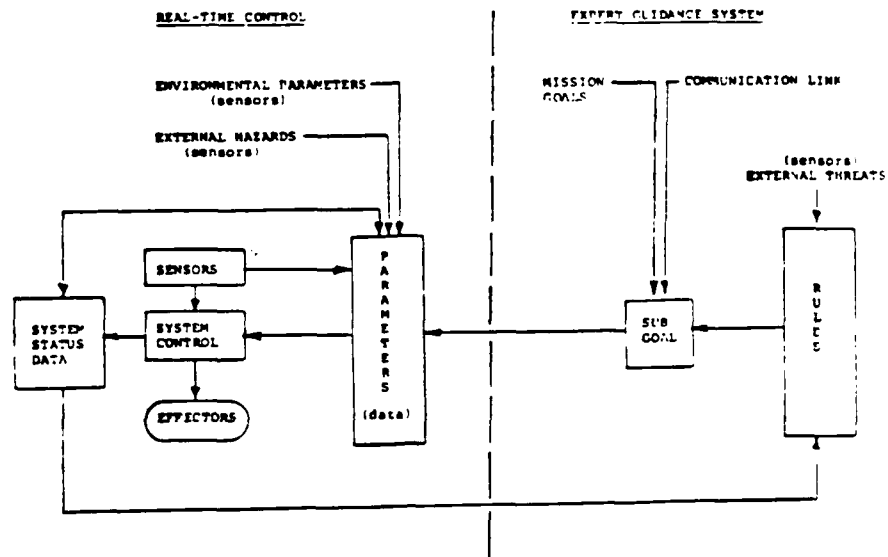 REAL-TIME CONTROL
EXPERT GUIDANCE SYSTEM
ENVIRONMENTAL PARAMETERS
(sensors)
EXTERNAL HAZARDS
(sensors)
MISSION
GOALS
COMMUNICATION LINK
(sensors)
EXTERNAL THREATS
SENSORS
SYSTEM
CONTROL
EFFECTORS
SYSTEM
STATUS
DATA
PARAMETERS
(data)
SUB
GOAL
RULES